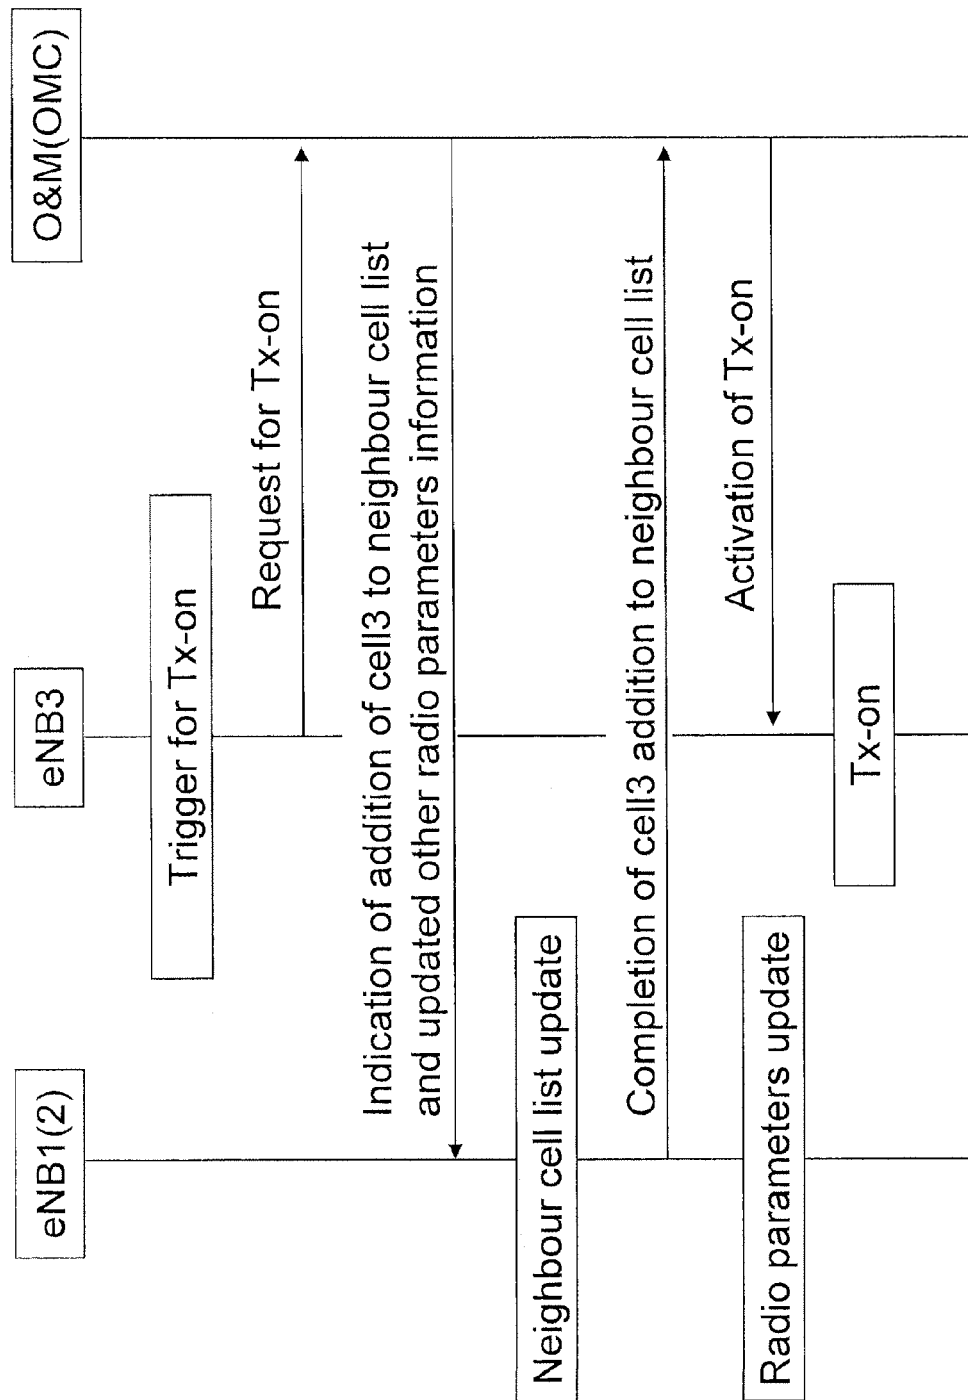 eNB1(2)
eNB3
O&M(OMC)
Trigger for Tx-on
Request for Tx-on
Indication of addition of cell3 to neighbour cell list
and updated other radio parameters information
Neighbour cell list update
Completion of cell3 addition to neighbour cell list
Radio parameters update
Activation of Tx-on
Tx-on